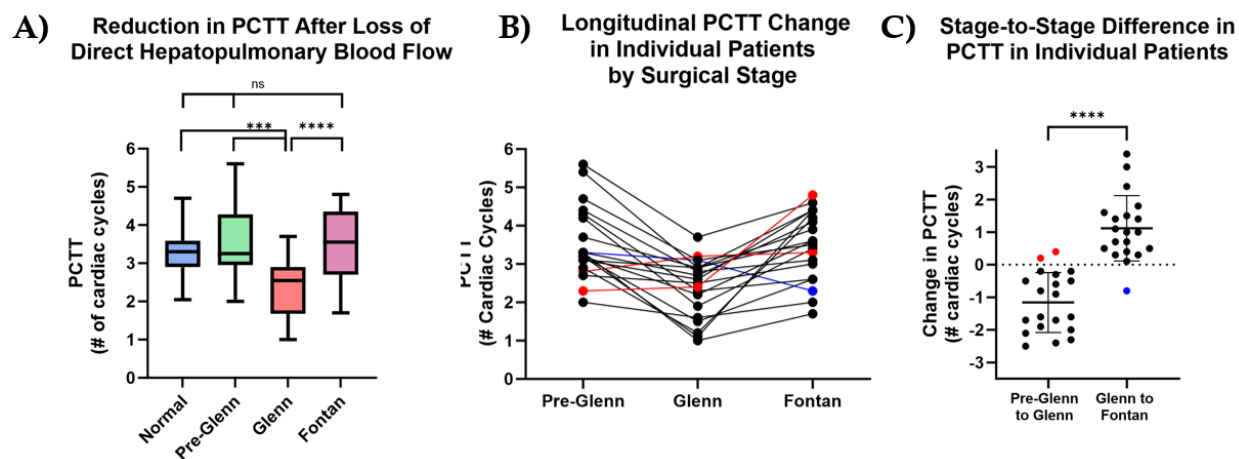 A)
Reduction in PCTT After Loss of
Direct Hepatopulmonary Blood Flow
ns
***
****
PCTT
(# of cardiac cycles)
6
5
4
3
2
1
0
Normal
Pre-Glenn
Glenn
Fontan
B)
Longitudinal PCTT Change
in Individual Patients
by Surgical Stage
PCTT
(# Cardiac Cycles)
6
5
4
3
2
1
0
Pre-Glenn
Glenn
Fontan
C)
Stage-to-Stage Difference in
PCTT in Individual Patients
****
Change in PCTT
(# cardiac cycles)
3
2
1
0
-1
-2
-3
Pre-Glenn
to Glenn
Glenn to
Fontan